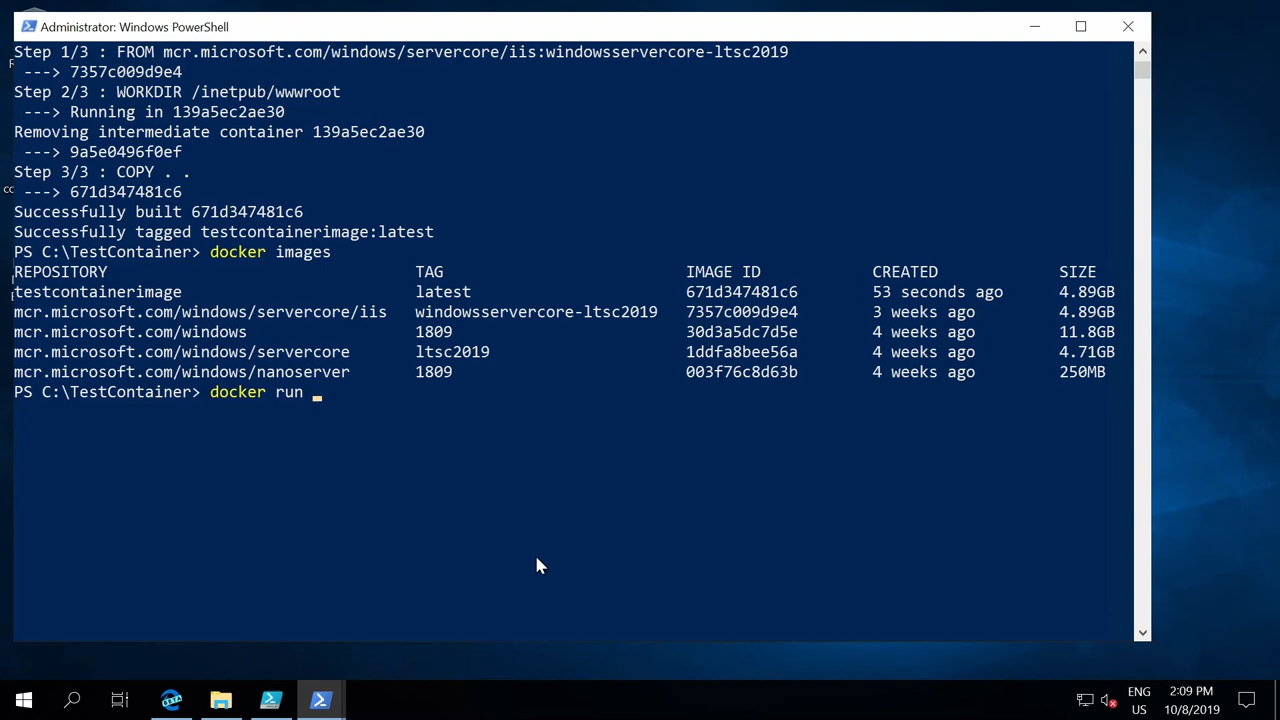 Administrator: Windows PowerShell
Step 1/3 : FROM mcr.microsoft.com/windows/servercore/iis:windowsservercore-ltsc2019
 ---> 7357c009d9e4
Step 2/3 : WORKDIR /inetpub/wwwroot
 ---> Running in 139a5ec2ae30
Removing intermediate container 139a5ec2ae30
 ---> 9a5e0496f0ef
Step 3/3 : COPY . .
 ---> 671d347481c6
Successfully built 671d347481c6
Successfully tagged testcontainerimage:latest
PS C:\TestContainer> docker images
REPOSITORY TAG IMAGE ID CREATED SIZE
testcontainerimage latest 671d347481c6 53 seconds ago 4.89GB
mcr.microsoft.com/windows/servercore/iis windowsservercore-ltsc2019 7357c009d9e4 3 weeks ago 4.89GB
mcr.microsoft.com/windows 1809 30d3a5dc7d5e 4 weeks ago 11.8GB
mcr.microsoft.com/windows/servercore ltsc2019 1ddfa8bee56a 4 weeks ago 4.71GB
mcr.microsoft.com/windows/nanoserver 1809 003f76c8d63b 4 weeks ago 250MB
PS C:\TestContainer> docker run
ENG
US
2:09 PM
10/8/2019